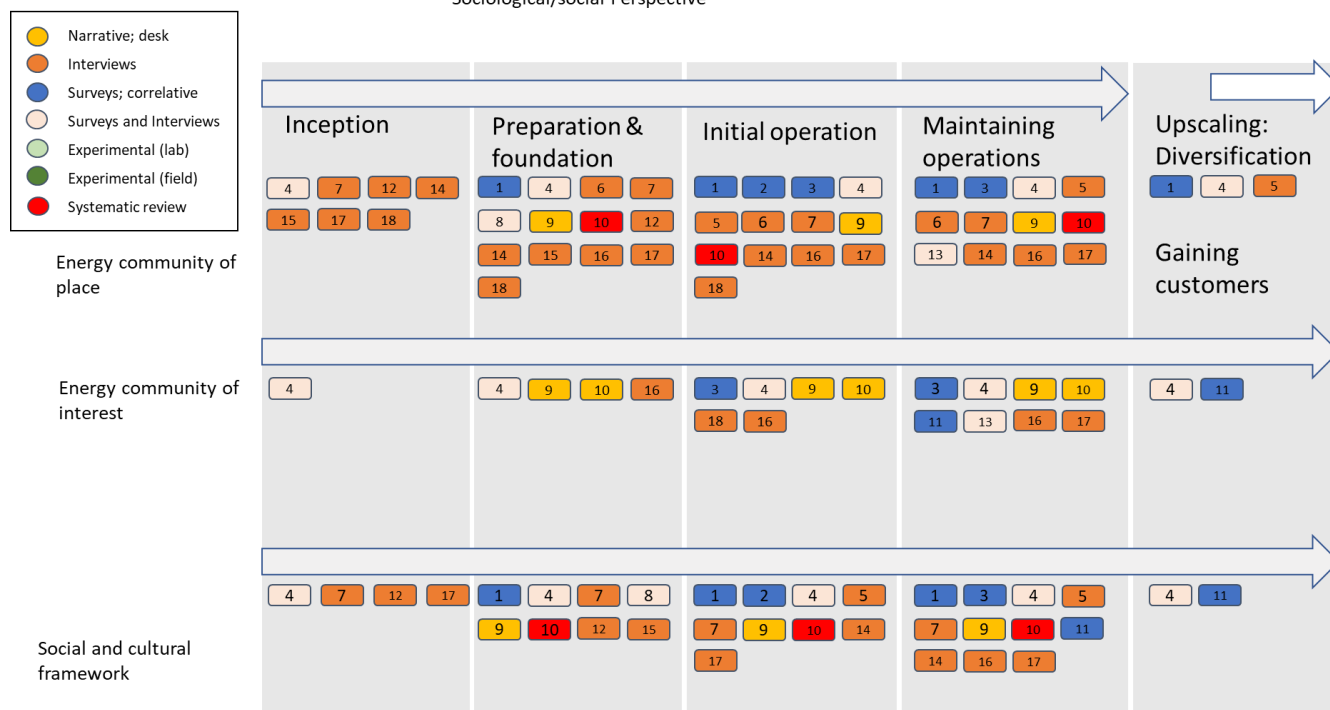 Sociological/social Perspective
Narrative; desk
Interviews
Surveys; correlative
Surveys and Interviews
Experimental (lab)
Experimental (field)
Systematic review
Inception
Preparation &
foundation
Initial operation
Maintaining
operations
Upscaling:
Diversification
Gaining
customers
Energy community of
place
4 7 12 14
15 17 18
1 4 6 7
8 9 10 12
14 15 16 17
18
1 2 3 4
5 6 7 9
10 14 16 17
18
1 3 4 5
6 7 9 10
13 14 16 17
1 4 5
Energy community of
interest
4
4 9 10 16
3 4 9 10
18 16
3 4 9 10
11 13 16 17
4 11
Social and cultural
framework
4 7 12 17
1 4 7 8
9 10 12 15
1 2 4 5
7 9 10 14
17
1 3 4 5
7 9 10 11
14 16 17
4 11